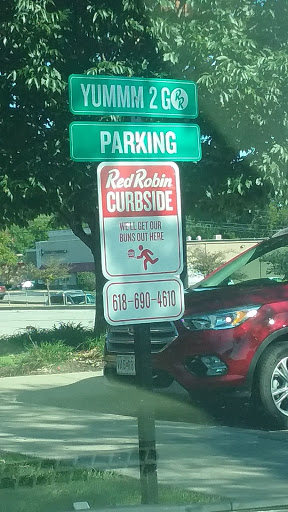 YUMMM 2 GO
PARKING
Red Robin
CURBSIDE
WE'LL GET OUR
BUNS OUT HERE
618-690-4610